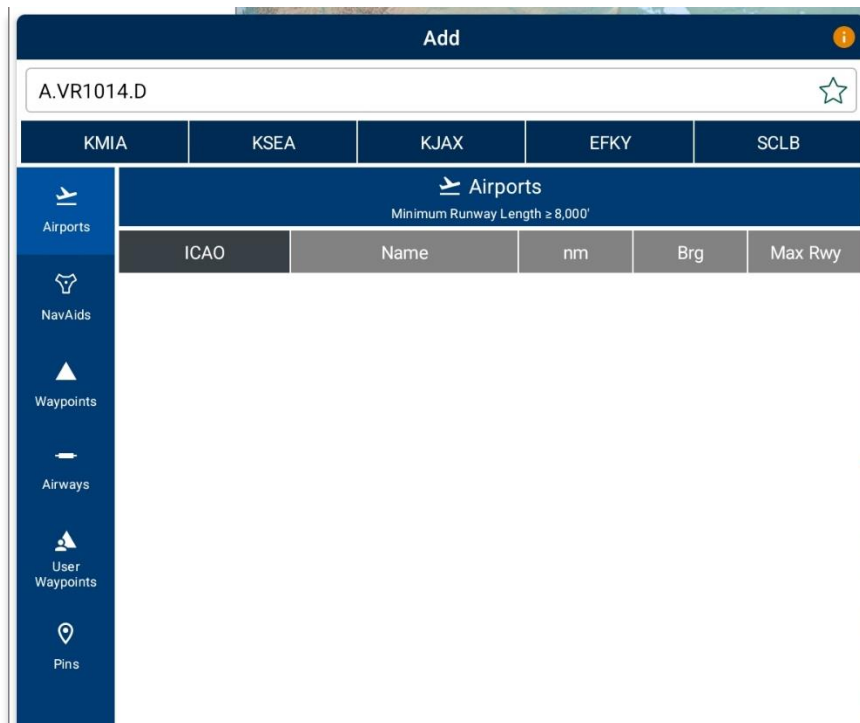 Add
A.VR1014.D
KMIA KSEA KJAX EFKY SCLB
Airports
Minimum Runway Length ≥ 8,000'
ICAO Name nm Brg Max Rwy
Airports
NavAids
Waypoints
Airways
User
Waypoints
Pins